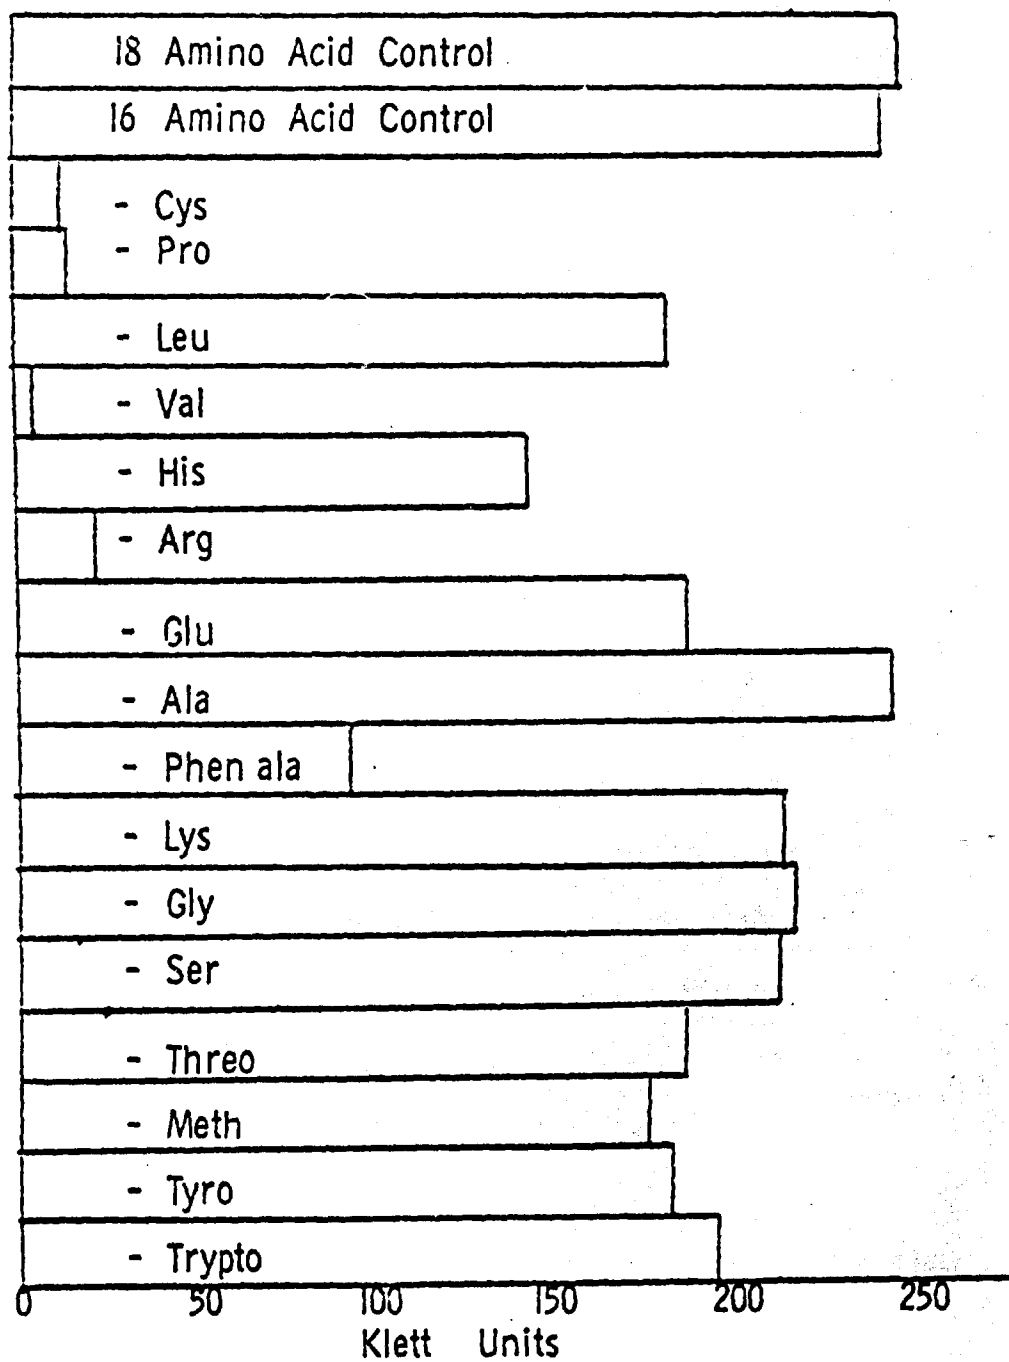 18 Amino Acid Control
16 Amino Acid Control
- Cys
- Pro
- Leu
- Val
- His
- Arg
- Glu
- Ala
- Phen ala
- Lys
- Gly
- Ser
- Threo
- Meth
- Tyro
- Trypto
0 50 100 150 200 250
Klett Units